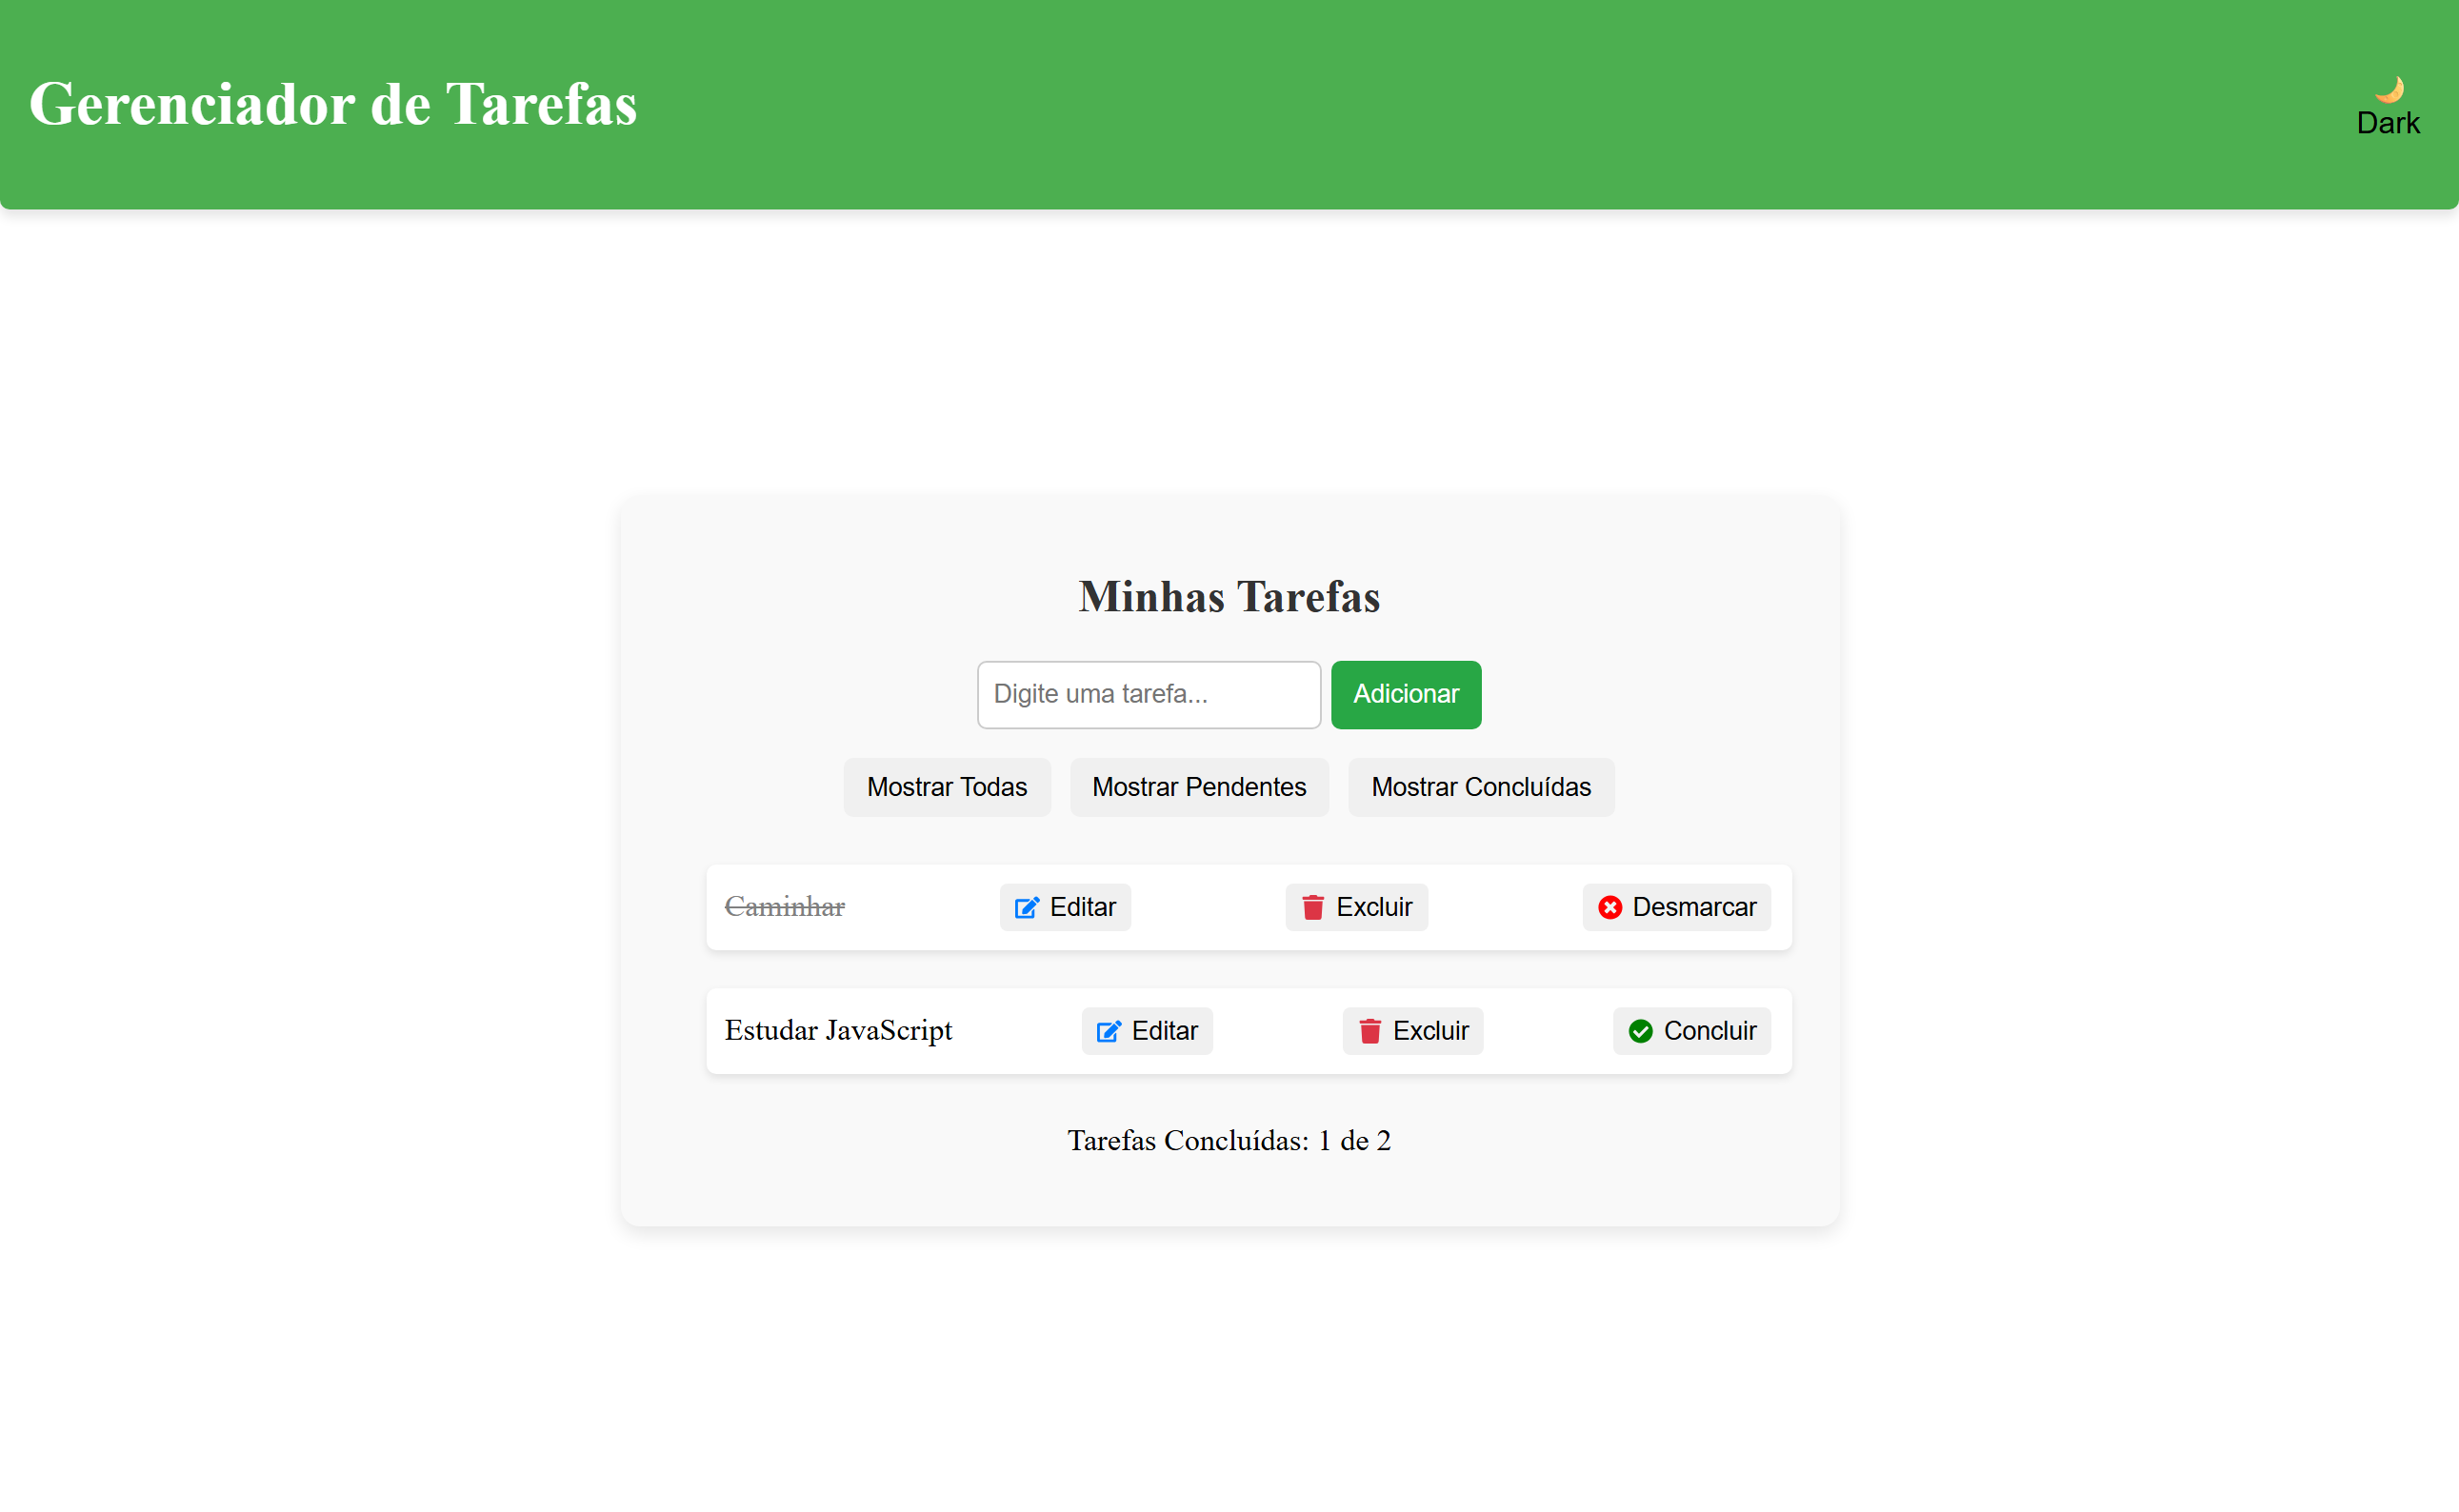 Gerenciador de Tarefas
🌙
Dark
Minhas Tarefas
Digite uma tarefa... Adicionar
Mostrar Todas Mostrar Pendentes Mostrar Concluídas
Caminhar Editar Excluir Desmarcar
Estudar JavaScript Editar Excluir Concluir
Tarefas Concluídas: 1 de 2